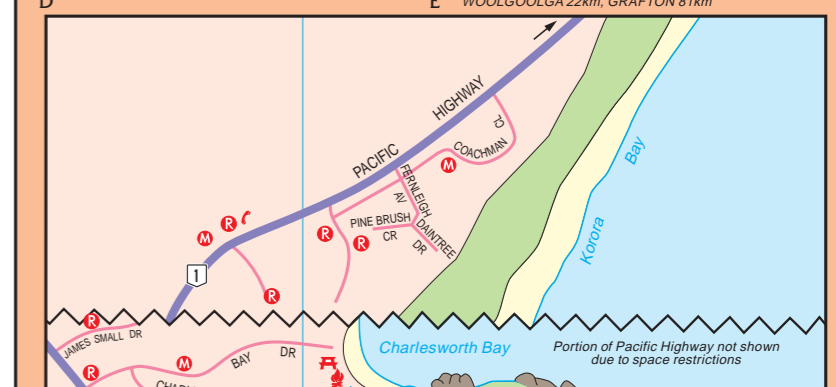 D
E
WOOLGOOLGA 22km, GRAFTON 81km
PACIFIC HIGHWAY
COACHMAN CL
M
FERNLEIGH AV
PINE BRUSH CR
DAINTREE DR
R
R
M
R
R
1
Korora Bay
R
JAMES SMALL DR
R
M
BAY DR
Charlesworth Bay
Portion of Pacific Highway not shown
due to space restrictions